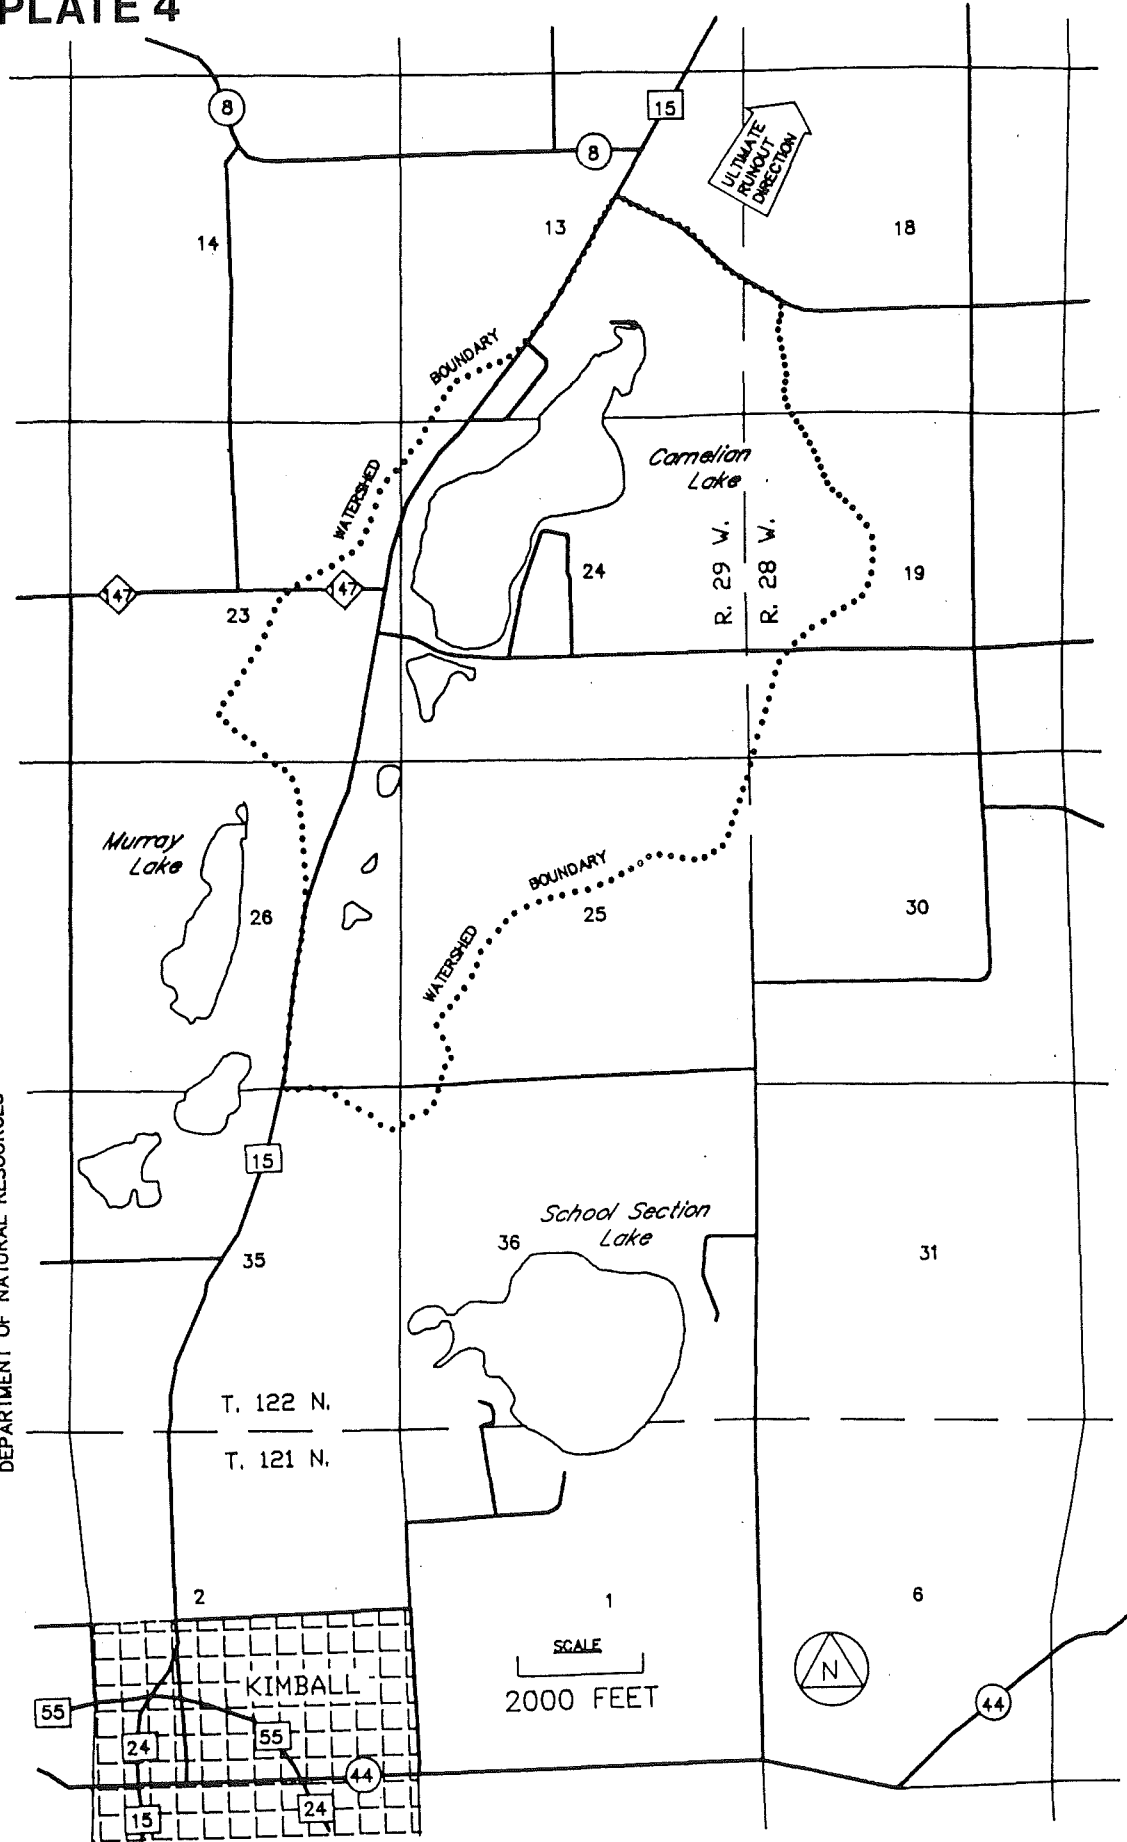 PLATE 4
8
15
8
ULTIMATE
RUNOUT
DIRECTION
13
18
14
BOUNDARY
Carnelian
Lake
WATERSHED
R. 29 W.
R. 28 W.
24
19
147
147
23
Murray
Lake
BOUNDARY
26
25
30
WATERSHED
DEPARTMENT OF NATURAL RESOURCES
15
School Section
Lake
36
35
31
T. 122 N.
T. 121 N.
2
1
6
SCALE
2000 FEET
N
KIMBALL
55
44
55
24
44
15
24